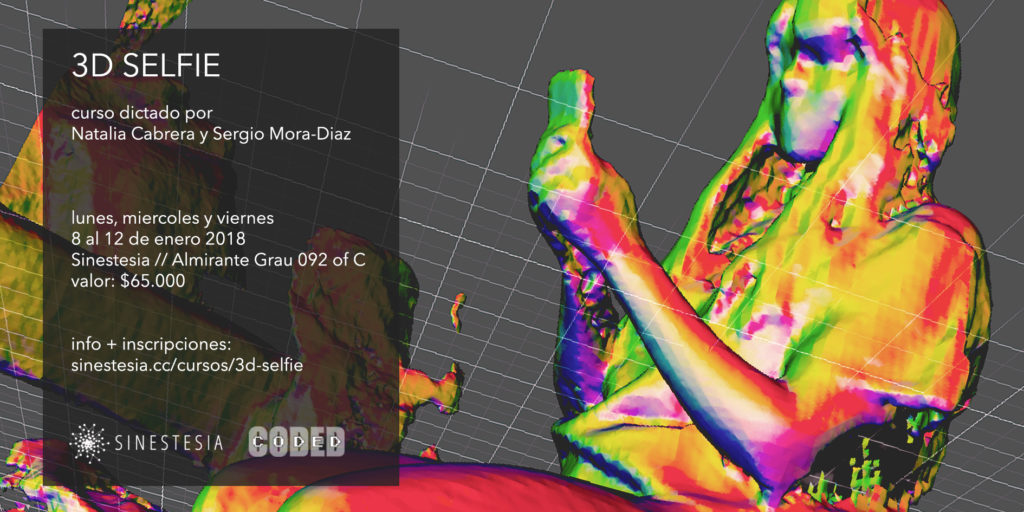 3D SELFIE
curso dictado por
Natalia Cabrera y Sergio Mora-Diaz
lunes, miercoles y viernes
8 al 12 de enero 2018
Sinestesia // Almirante Grau 092 of C
valor: $65.000
info + inscripciones:
sinestesia.cc/cursos/3d-selfie
SINESTESIA CODED